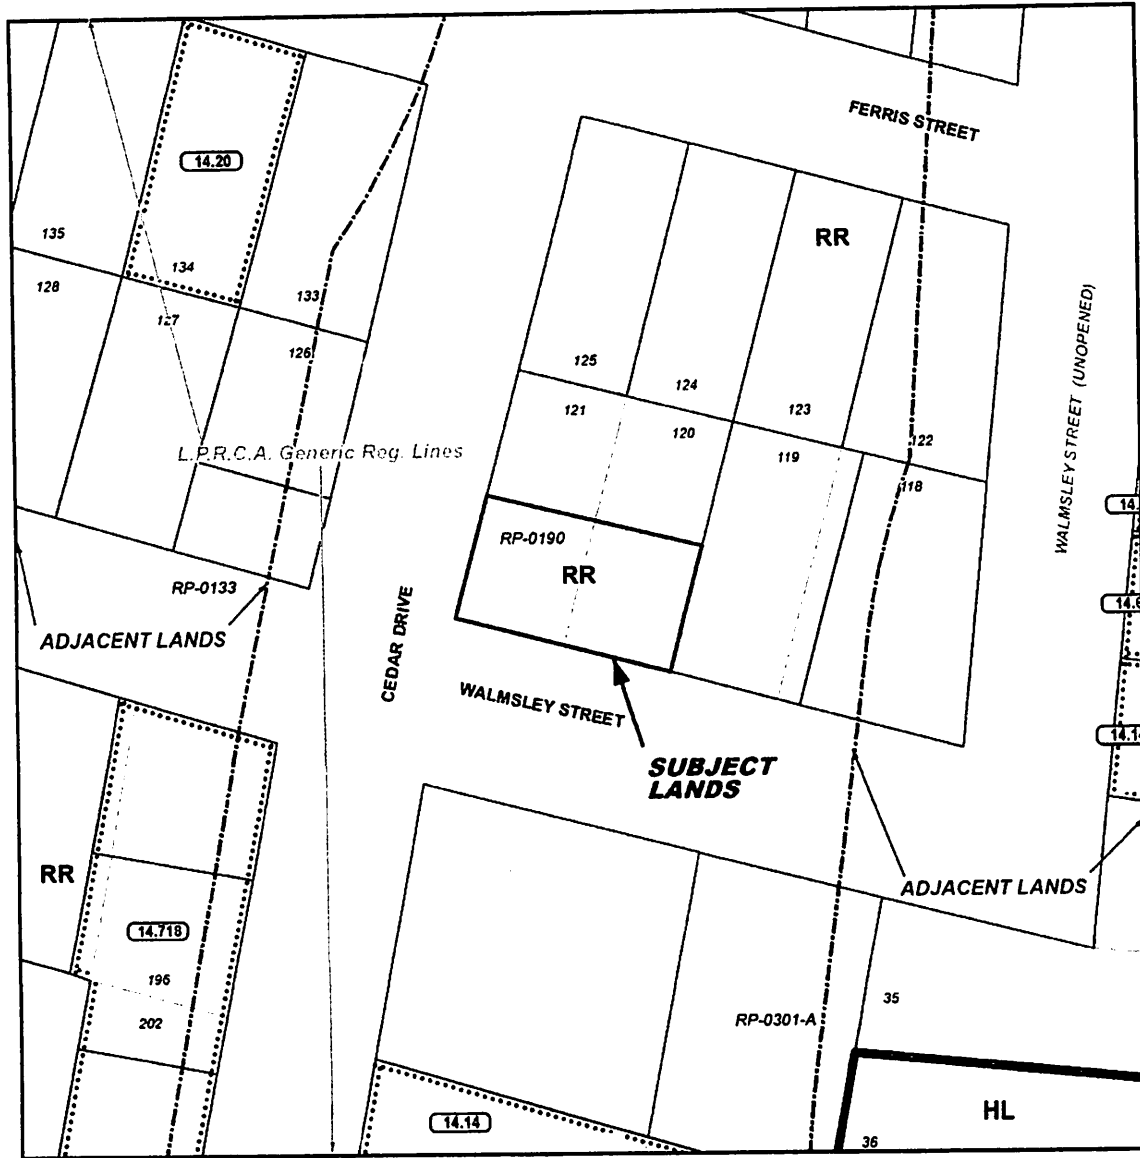 FERRIS STREET
14.20
RR
135
134
128
133
127
126
WALMSLEY STREET (UNOPENED)
125
124
123
122
121
120
119
118
L.P.R.C.A. Generic Reg. Lines
RP-0190
RR
RP-0133
ADJACENT LANDS
CEDAR DRIVE
WALMSLEY STREET
SUBJECT
LANDS
14.14
RR
ADJACENT LANDS
14.718
196
202
35
RP-0301-A
14.14
HL
36